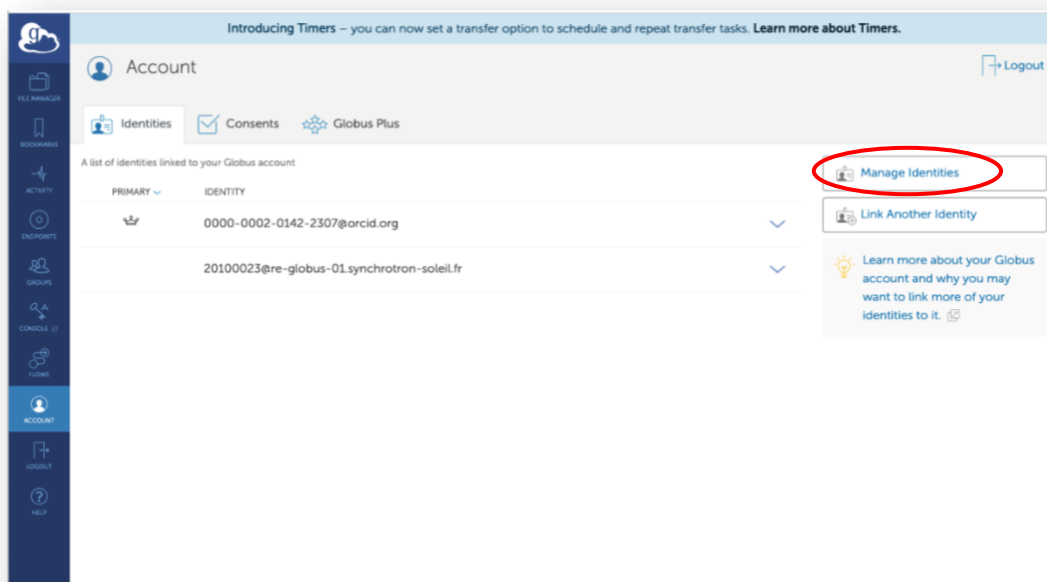 Introducing Timers – you can now set a transfer option to schedule and repeat transfer tasks. Learn more about Timers.
g
Account
Logout
FILE MANAGER
BOOKMARKS
ACTIVITY
ENDPOINTS
GROUPS
CONSOLE
FLOWS
ACCOUNT
LOGOUT
HELP
Identities
Consents
Globus Plus
A list of identities linked to your Globus account
PRIMARY IDENTITY
0000-0002-0142-2307@orcid.org
20100023@re-globus-01.synchrotron-soleil.fr
Manage Identities
Link Another Identity
Learn more about your Globus
account and why you may
want to link more of your
identities to it.